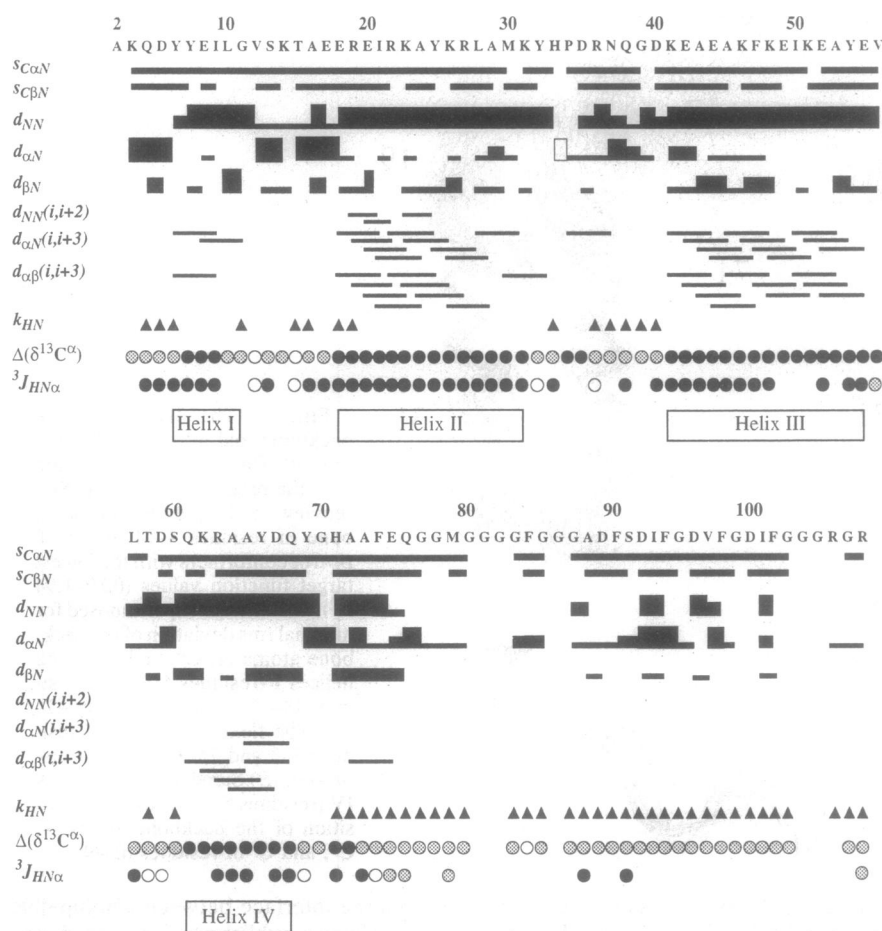 2 10 20 30 40 50
A K Q D Y Y E I L G V S K T A E E R E I R K A Y K R L A M K Y H P D R N Q G D K E A E A K F K E I K E A Y E V
sCαN
sCβN
dNN
dαN
dβN
dNN(i,i+2)
dαN(i,i+3)
dαβ(i,i+3)
kHN
Δ(δ¹³Cα)
³JHNα
Helix I Helix II Helix III
60 70 80 90 100
L T D S Q K R A A Y D Q Y G H A A F E Q G G M G G G G F G G G A D F S D I F G D V F G D I F G G G R G R
sCαN
sCβN
dNN
dαN
dβN
dNN(i,i+2)
dαN(i,i+3)
dαβ(i,i+3)
kHN
Δ(δ¹³Cα)
³JHNα
Helix IV